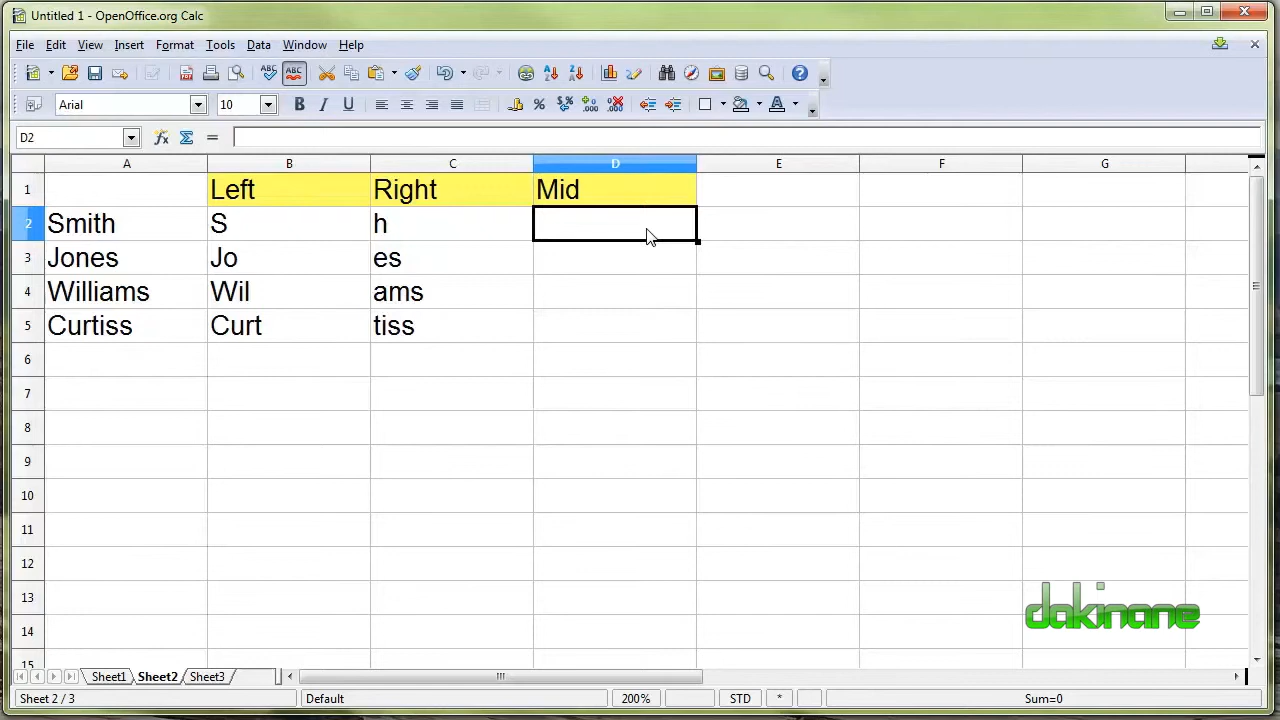 Untitled 1 - OpenOffice.org Calc
File Edit View Insert Format Tools Data Window Help
Arial 10
D2
A B C D E F G
1 Left Right Mid
2 Smith S h
3 Jones Jo es
4 Williams Wil ams
5 Curtiss Curt tiss
6
7
8
9
10
11
12
13
14
15
dakinane
Sheet1 Sheet2 Sheet3
Sheet 2 / 3 Default 200% STD * Sum=0